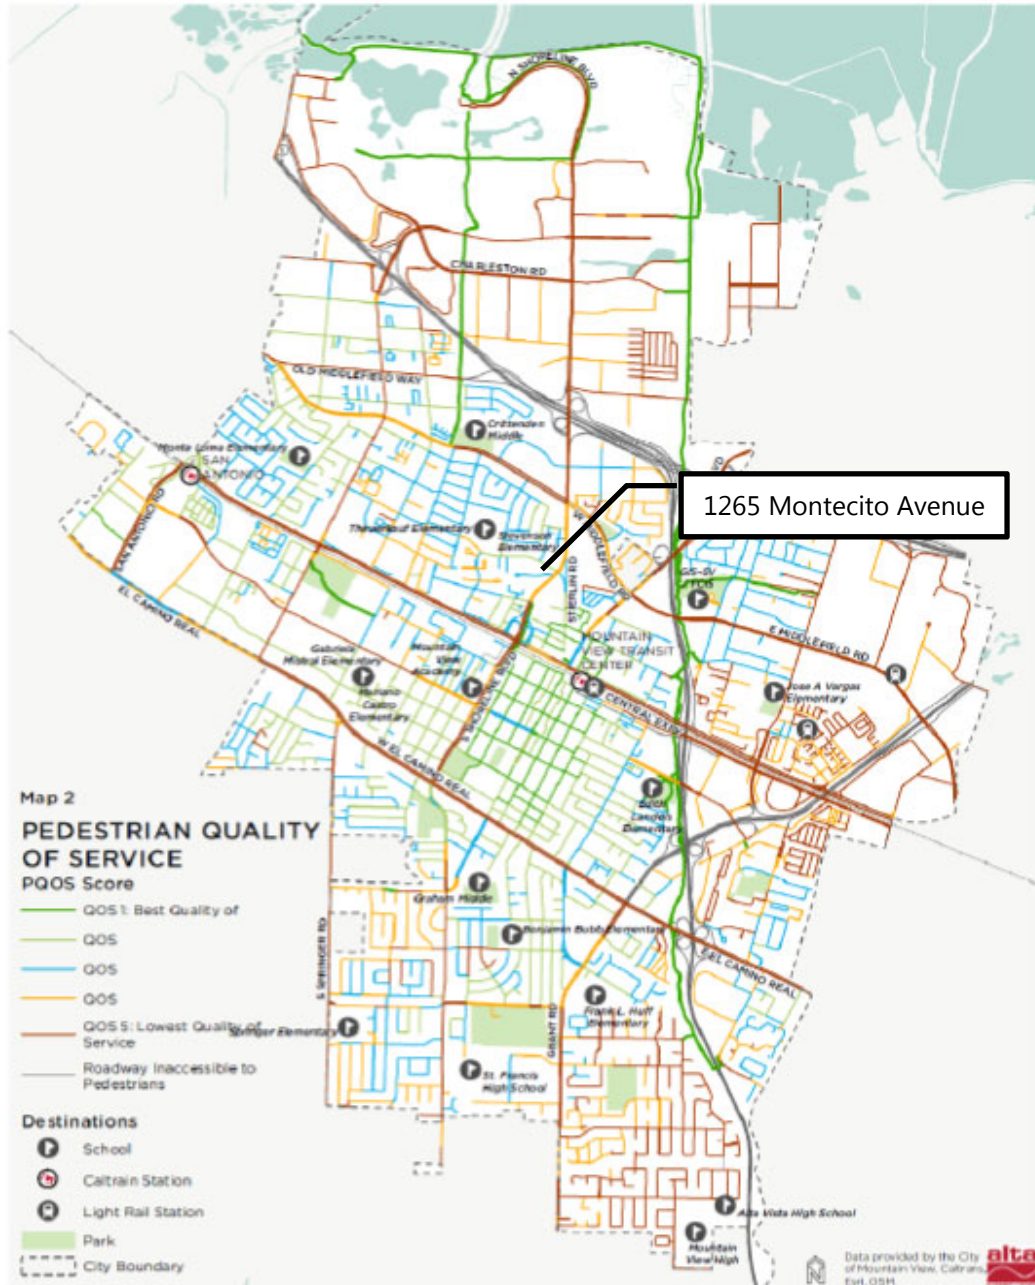 N SHORELINE BLVD
CHARLESTON RD
OLD MIDDLEFIELD WAY
Crittenden
Middle
Monte Loma Elementary
SAN
ANTONIO
1265 Montecito Avenue
SAN ANTONIO RD
Theuerkauf Elementary
Stevenson
Elementary
W MIDDLEFIELD RD
STIERLIN RD
EL CAMINO REAL
E MIDDLEFIELD RD
MOUNTAIN
VIEW TRANSIT
CENTER
Gabriela
Mistral Elementary
Mountain
View
Academy
Mariano
Castro
Elementary
Jose A Vargas
Elementary
S SHORELINE BLVD
CENTRAL EXPY
W EL CAMINO REAL
Edith
Landels
Elementary
Map 2
PEDESTRIAN QUALITY
OF SERVICE
PQOS Score
QOS 1: Best Quality of
QOS
QOS
QOS
QOS 5: Lowest Quality of
Service
Roadway Inaccessible to
Pedestrians
Graham Middle
Benjamin Bubb Elementary
E EL CAMINO REAL
S SPRINGER RD
Springer Elementary
GRANT RD
Frank L. Huff
Elementary
St. Francis
High School
Destinations
School
Caltrain Station
Light Rail Station
Park
City Boundary
Alta Vista High School
Mountain
View High
Data provided by the City
of Mountain View, Caltrans,
Esri, OSM
alta